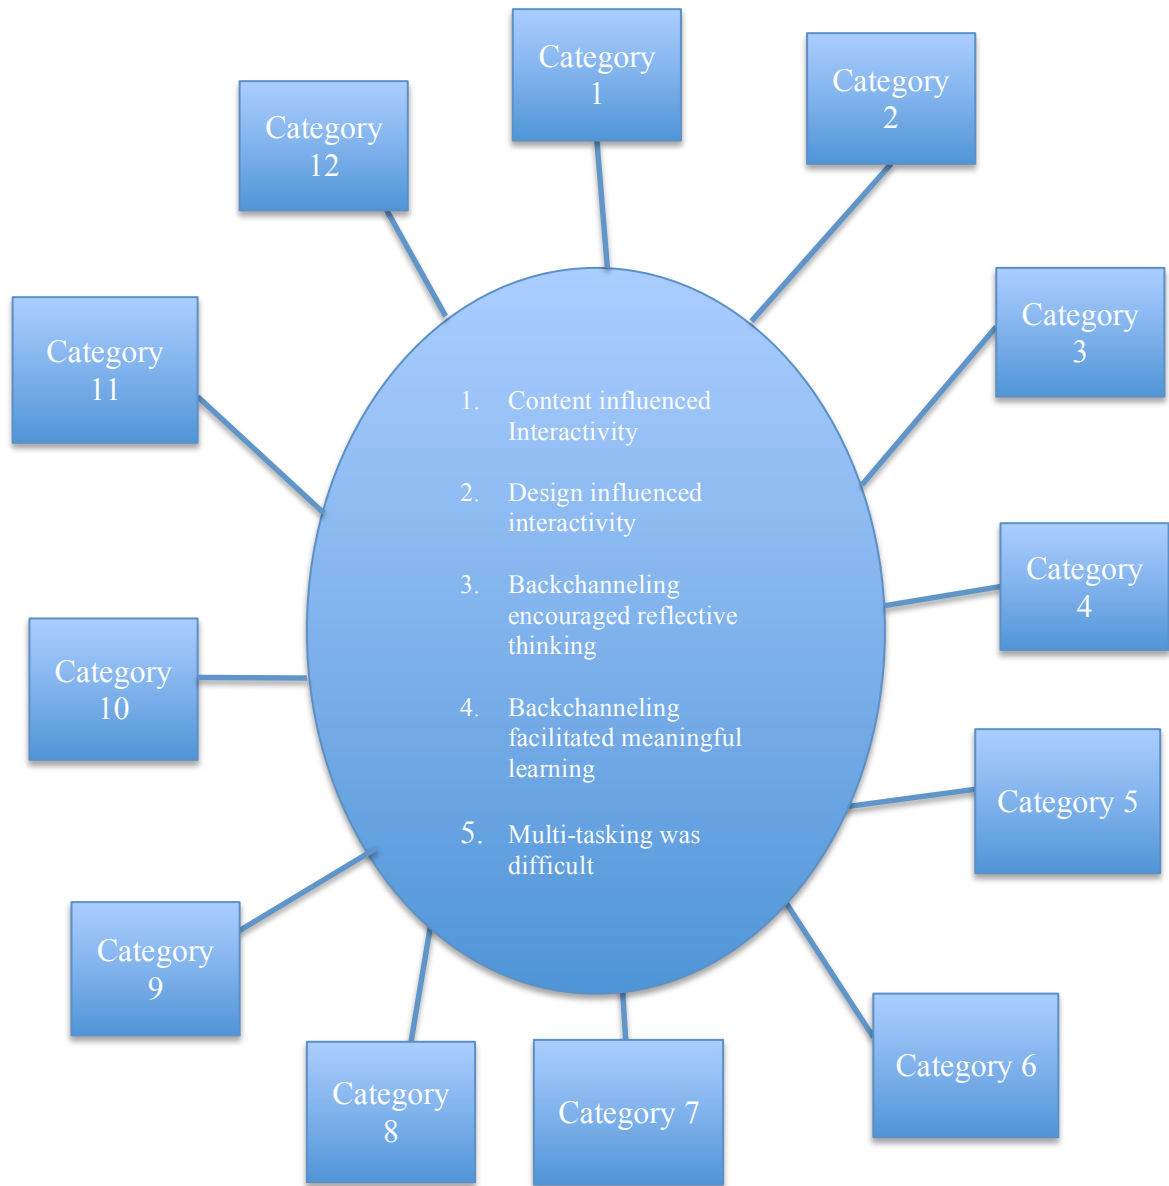 Category
1
Category
2
Category
12
Category
3
Category
11
1. Content influenced
Interactivity
2. Design influenced
interactivity
3. Backchanneling
encouraged reflective
thinking
4. Backchanneling
facilitated meaningful
learning
5. Multi-tasking was
difficult
Category
4
Category
10
Category 5
Category
9
Category 6
Category
8
Category 7